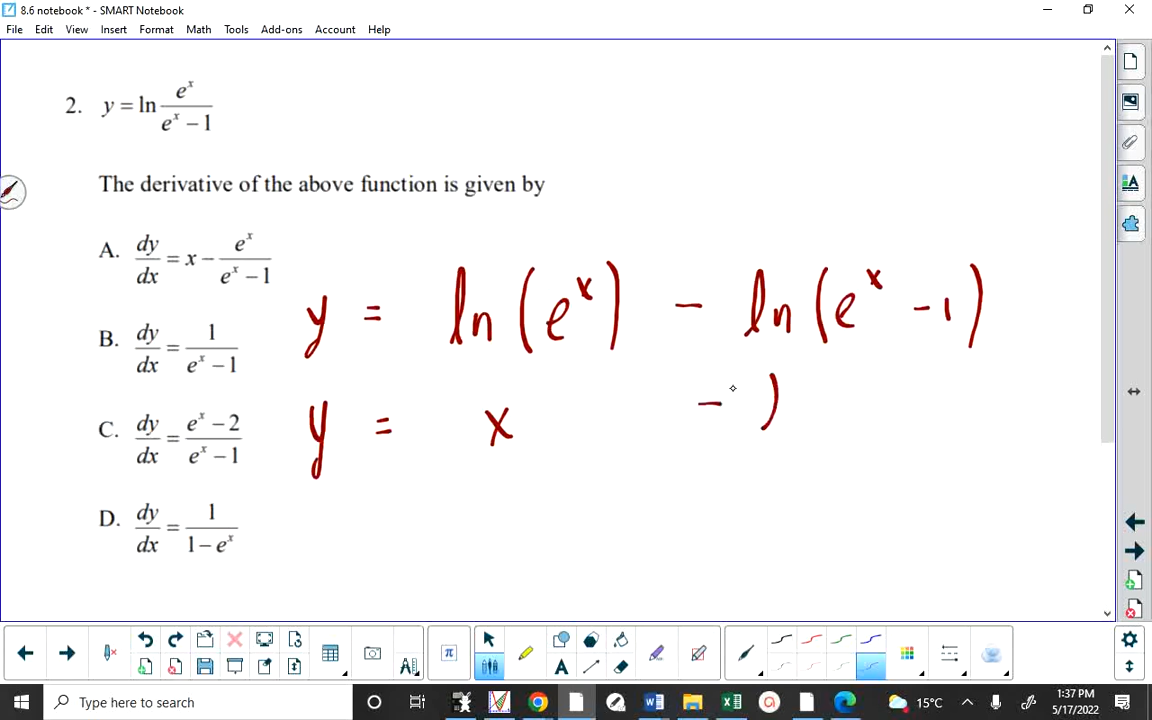 8.6 notebook * - SMART Notebook
File Edit View Insert Format Math Tools Add-ons Account Help
2. y = ln e^x / (e^x − 1)
The derivative of the above function is given by
A. dy/dx = x − e^x / (e^x − 1)
y = ln(e^x) − ln(e^x − 1)
B. dy/dx = 1 / (e^x − 1)
y = x − )
C. dy/dx = (e^x − 2) / (e^x − 1)
D. dy/dx = 1 / (1 − e^x)
Type here to search
15°C
1:37 PM
5/17/2022